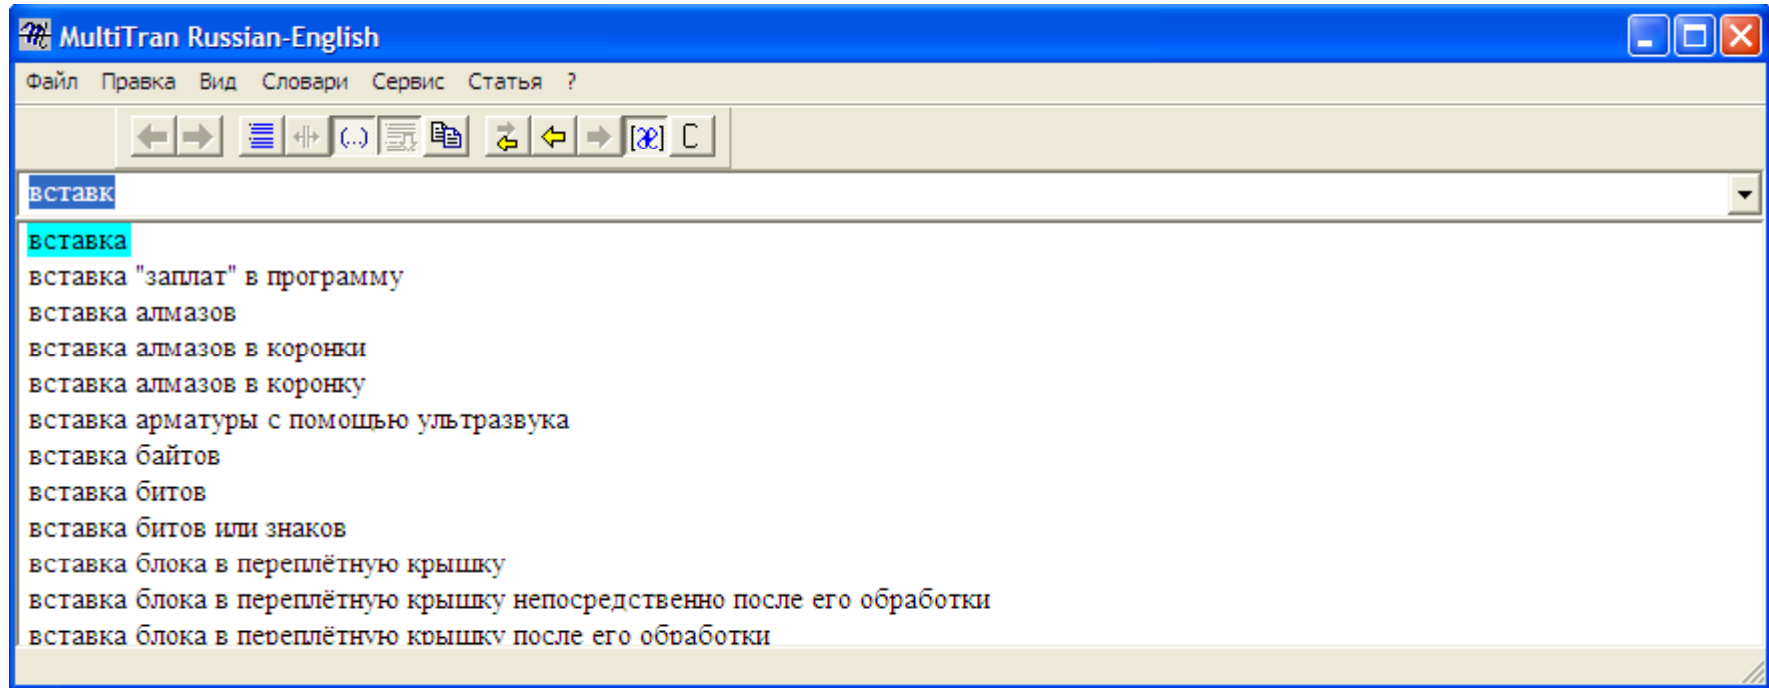 MultiTran Russian-English
Файл Правка Вид Словари Сервис Статья ?
(..) [æ] C
вставк
вставка
вставка "заплат" в программу
вставка алмазов
вставка алмазов в коронки
вставка алмазов в коронку
вставка арматуры с помощью ультразвука
вставка байтов
вставка битов
вставка битов или знаков
вставка блока в переплётную крышку
вставка блока в переплётную крышку непосредственно после его обработки
вставка блока в переплётную крышку после его обработки